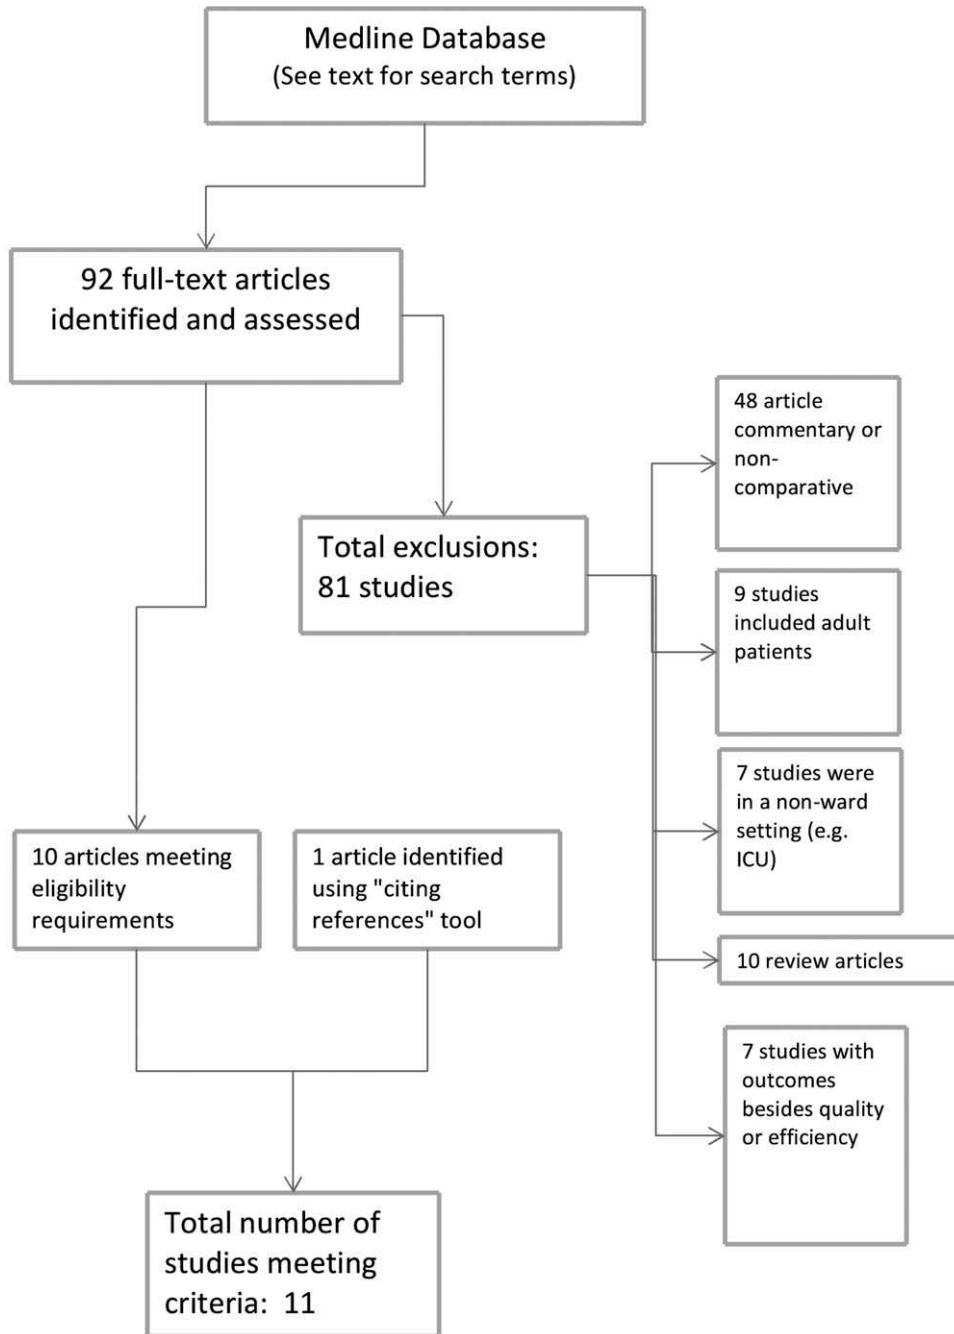 Medline Database
(See text for search terms)
92 full-text articles
identified and assessed
48 article
commentary or
non-
comparative
Total exclusions:
81 studies
9 studies
included adult
patients
7 studies were
in a non-ward
setting (e.g.
ICU)
10 articles meeting
eligibility
requirements
1 article identified
using "citing
references" tool
10 review articles
7 studies with
outcomes
besides quality
or efficiency
Total number of
studies meeting
criteria:  11